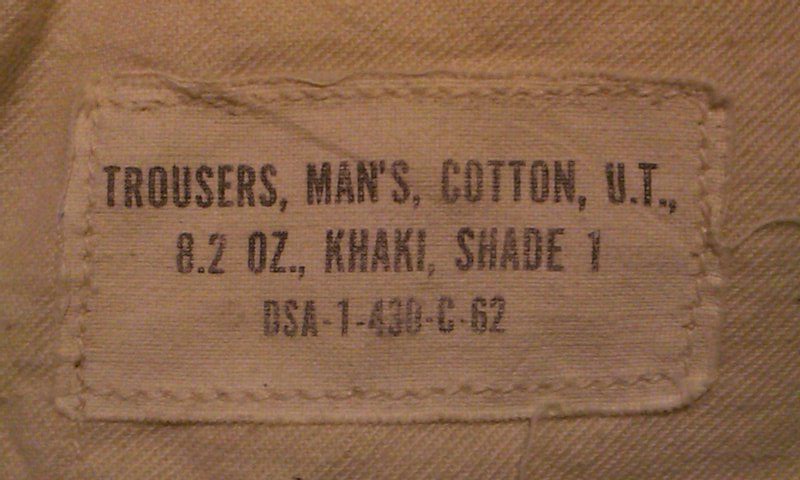 TROUSERS, MAN'S, COTTON, U.T.,
8.2 OZ., KHAKI, SHADE 1
DSA-1-430-C-62